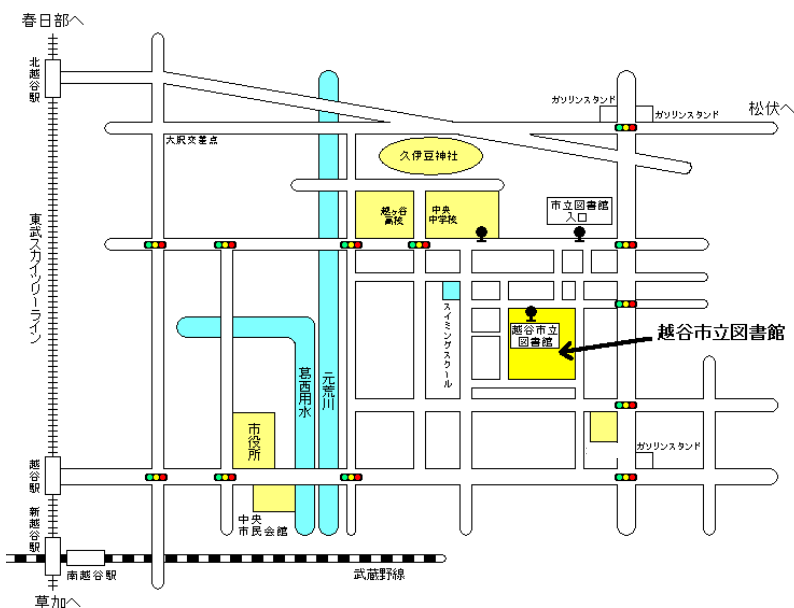 春日部へ
北越谷駅
ガソリンスタンド
ガソリンスタンド
松伏へ
大沢交差点
久伊豆神社
越ヶ谷
高校
中央
中学校
市立図書館
入口
東武スカイツリーライン
スイミングスクール
越谷市立
図書館
越谷市立図書館
葛西用水
元荒川
市役所
ガソリンスタンド
越谷駅
中央
市民会館
新越谷駅
南越谷駅
武蔵野線
草加へ